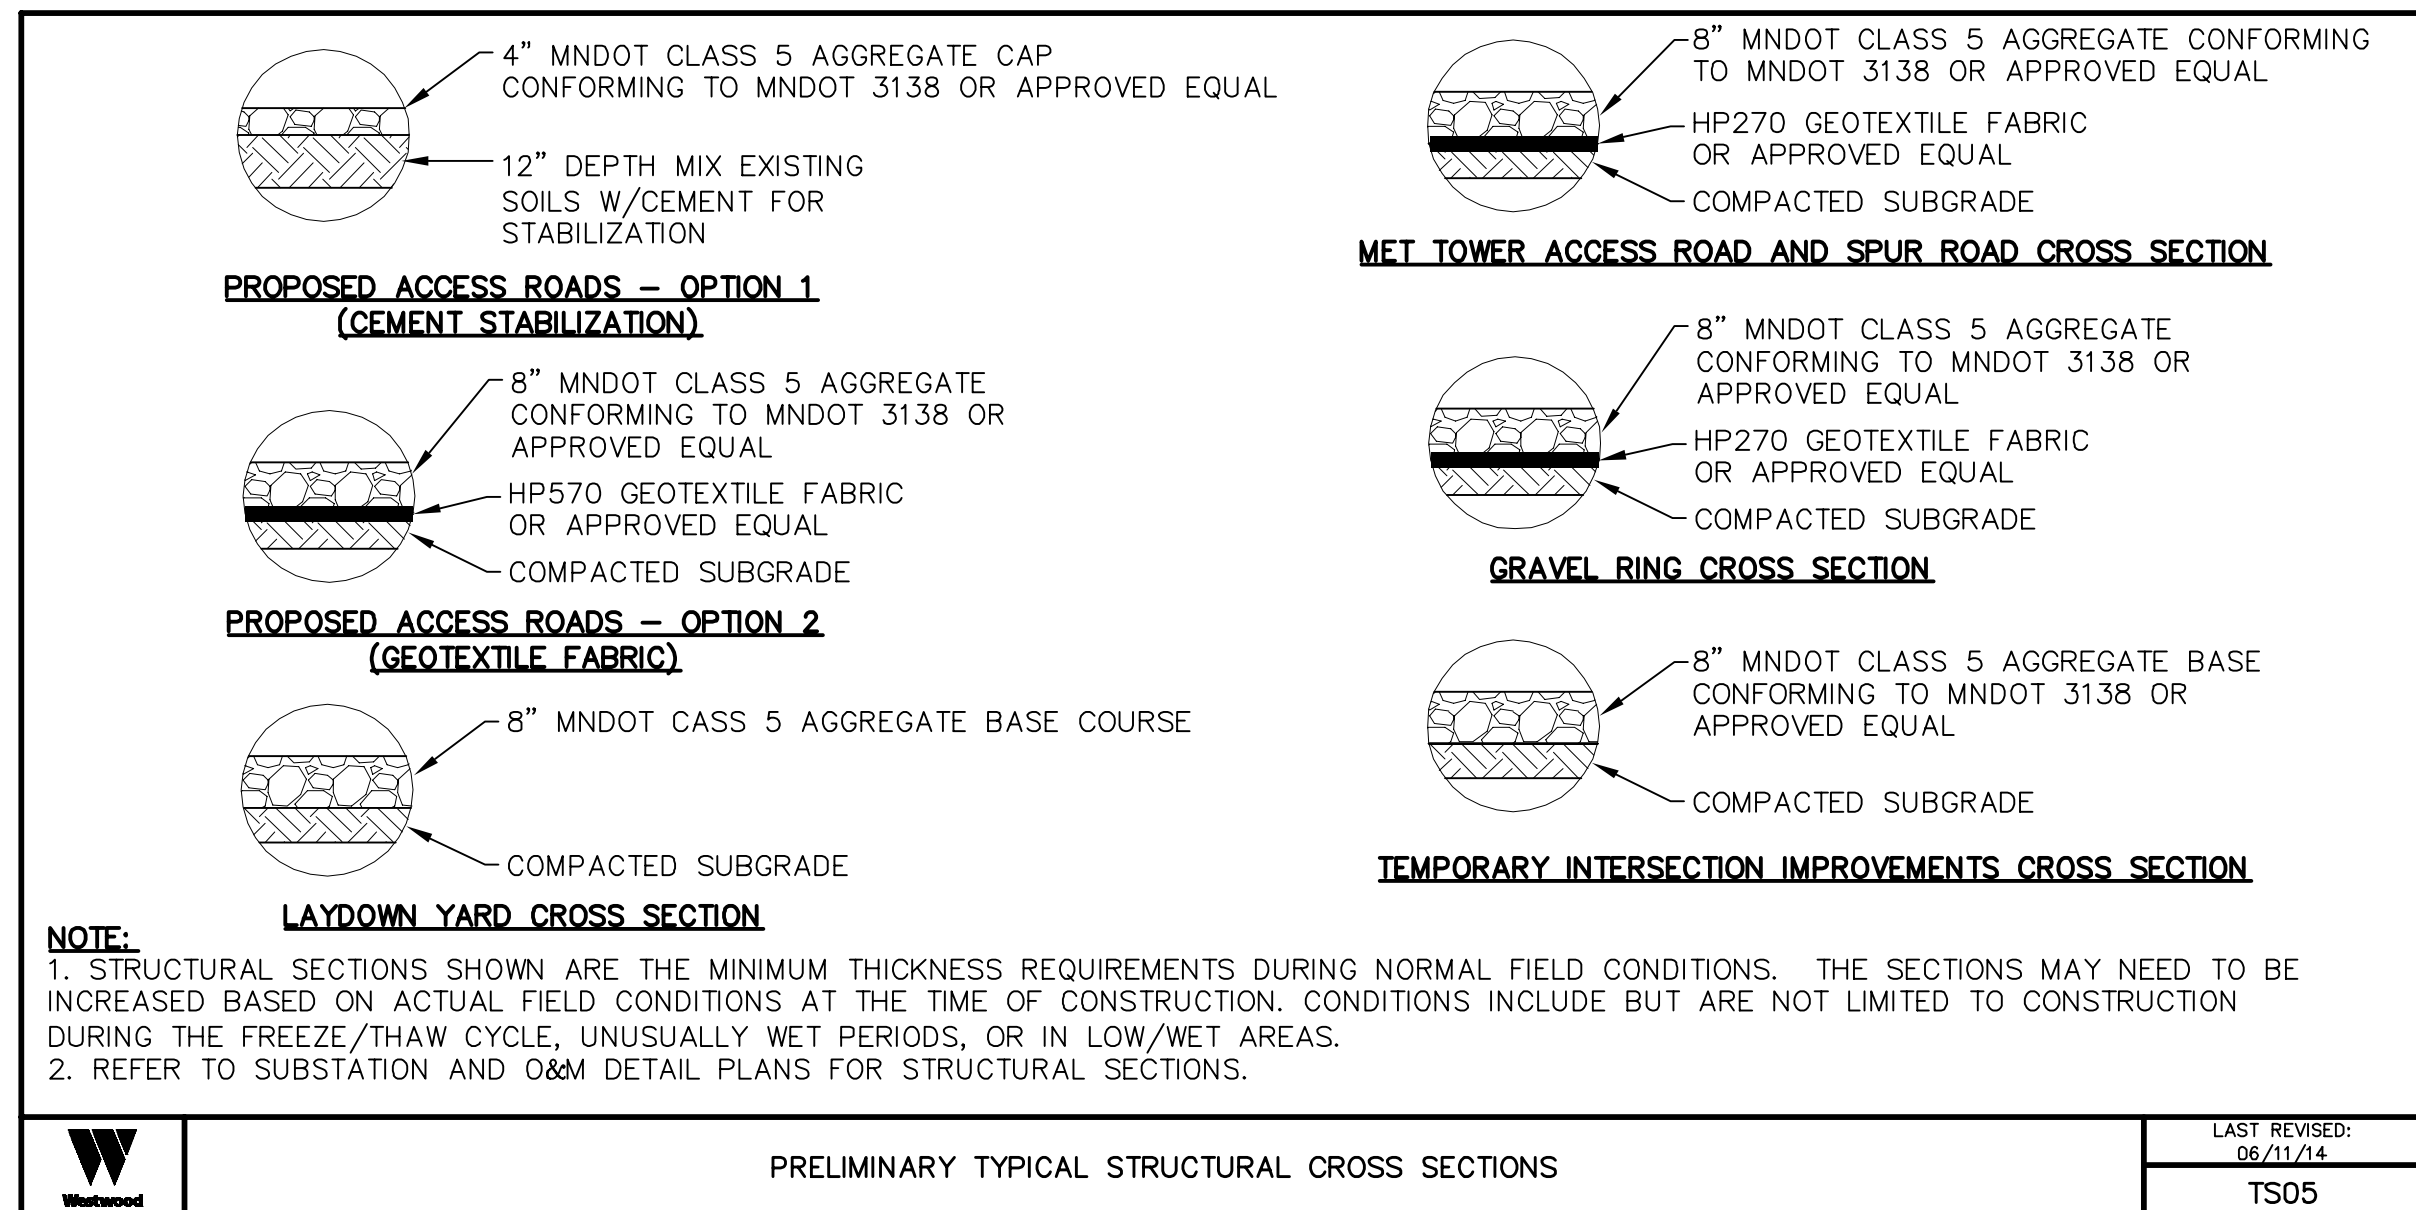 4” MNDOT CLASS 5 AGGREGATE CAP
CONFORMING TO MNDOT 3138 OR APPROVED EQUAL
12” DEPTH MIX EXISTING
SOILS W/CEMENT FOR
STABILIZATION
PROPOSED ACCESS ROADS – OPTION 1
(CEMENT STABILIZATION)
8” MNDOT CLASS 5 AGGREGATE
CONFORMING TO MNDOT 3138 OR
APPROVED EQUAL
HP570 GEOTEXTILE FABRIC
OR APPROVED EQUAL
COMPACTED SUBGRADE
PROPOSED ACCESS ROADS – OPTION 2
(GEOTEXTILE FABRIC)
8” MNDOT CASS 5 AGGREGATE BASE COURSE
COMPACTED SUBGRADE
LAYDOWN YARD CROSS SECTION
8” MNDOT CLASS 5 AGGREGATE CONFORMING
TO MNDOT 3138 OR APPROVED EQUAL
HP270 GEOTEXTILE FABRIC
OR APPROVED EQUAL
COMPACTED SUBGRADE
MET TOWER ACCESS ROAD AND SPUR ROAD CROSS SECTION
8” MNDOT CLASS 5 AGGREGATE
CONFORMING TO MNDOT 3138 OR
APPROVED EQUAL
HP270 GEOTEXTILE FABRIC
OR APPROVED EQUAL
COMPACTED SUBGRADE
GRAVEL RING CROSS SECTION
8” MNDOT CLASS 5 AGGREGATE BASE
CONFORMING TO MNDOT 3138 OR
APPROVED EQUAL
COMPACTED SUBGRADE
TEMPORARY INTERSECTION IMPROVEMENTS CROSS SECTION
NOTE:
1. STRUCTURAL SECTIONS SHOWN ARE THE MINIMUM THICKNESS REQUIREMENTS DURING NORMAL FIELD CONDITIONS. THE SECTIONS MAY NEED TO BE
INCREASED BASED ON ACTUAL FIELD CONDITIONS AT THE TIME OF CONSTRUCTION. CONDITIONS INCLUDE BUT ARE NOT LIMITED TO CONSTRUCTION
DURING THE FREEZE/THAW CYCLE, UNUSUALLY WET PERIODS, OR IN LOW/WET AREAS.
2. REFER TO SUBSTATION AND O&M DETAIL PLANS FOR STRUCTURAL SECTIONS.
Westwood
PRELIMINARY TYPICAL STRUCTURAL CROSS SECTIONS
LAST REVISED:
06/11/14
TS05